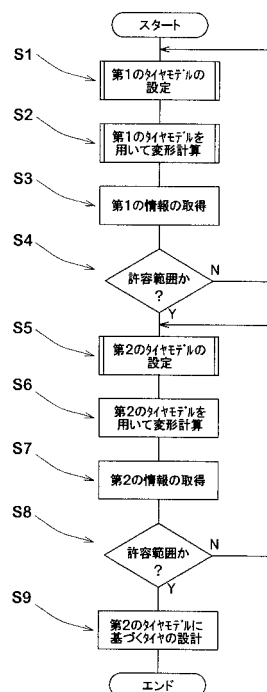 スタート
S1
第1のタイヤモデルの
設定
S2
第1のタイヤモデルを
用いて変形計算
S3
第1の情報の取得
S4
許容範囲か
?
N
Y
S5
第2のタイヤモデルの
設定
S6
第2のタイヤモデルを
用いて変形計算
S7
第2の情報の取得
S8
許容範囲か
?
N
Y
S9
第2のタイヤモデルに
基づくタイヤの設計
エンド